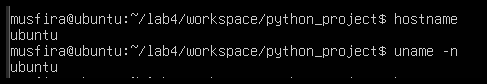 musfira@ubuntu:~/lab4/workspace/python_project$ hostname
ubuntu
musfira@ubuntu:~/lab4/workspace/python_project$ uname -n
ubuntu